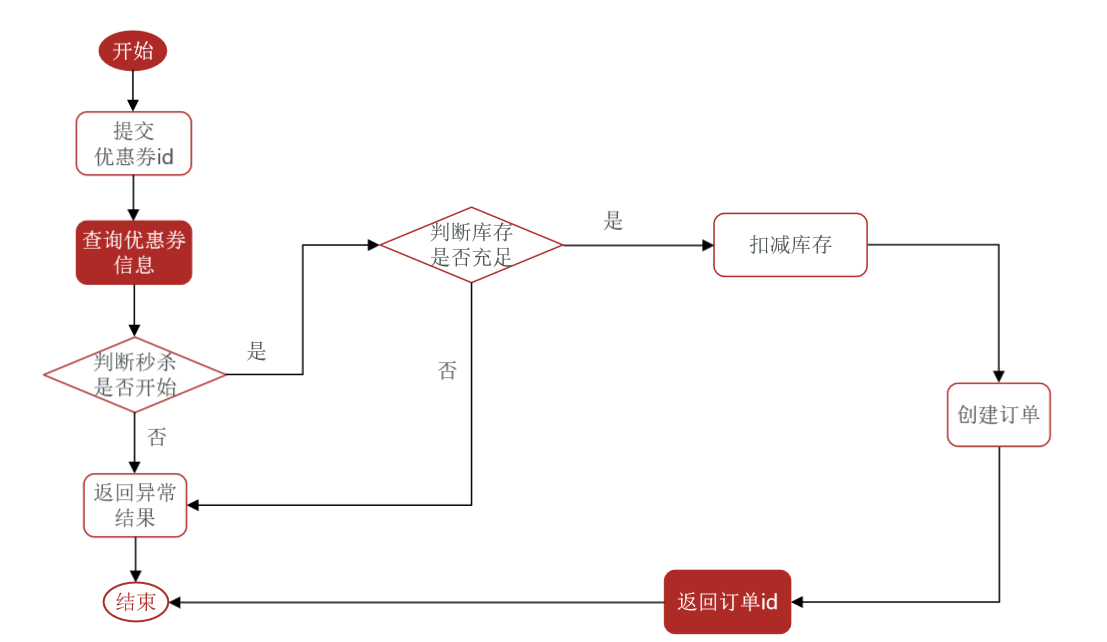 开始
提交
优惠券id
查询优惠券
信息
判断秒杀
是否开始
是
否
返回异常
结果
结束
判断库存
是否充足
是
否
扣减库存
创建订单
返回订单id